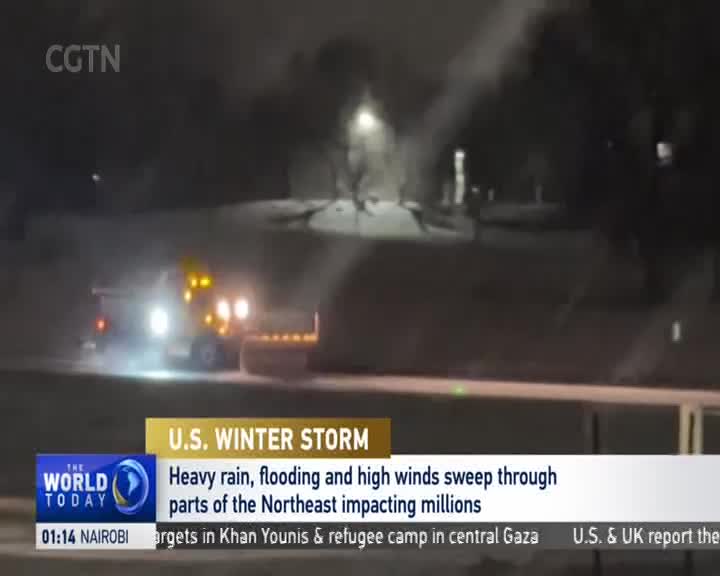 CGTN
U.S. WINTER STORM
THE
WORLD
TODAY
Heavy rain, flooding and high winds sweep through
parts of the Northeast impacting millions
01:14 NAIROBI
argets in Khan Younis & refugee camp in central Gaza U.S. & UK report the